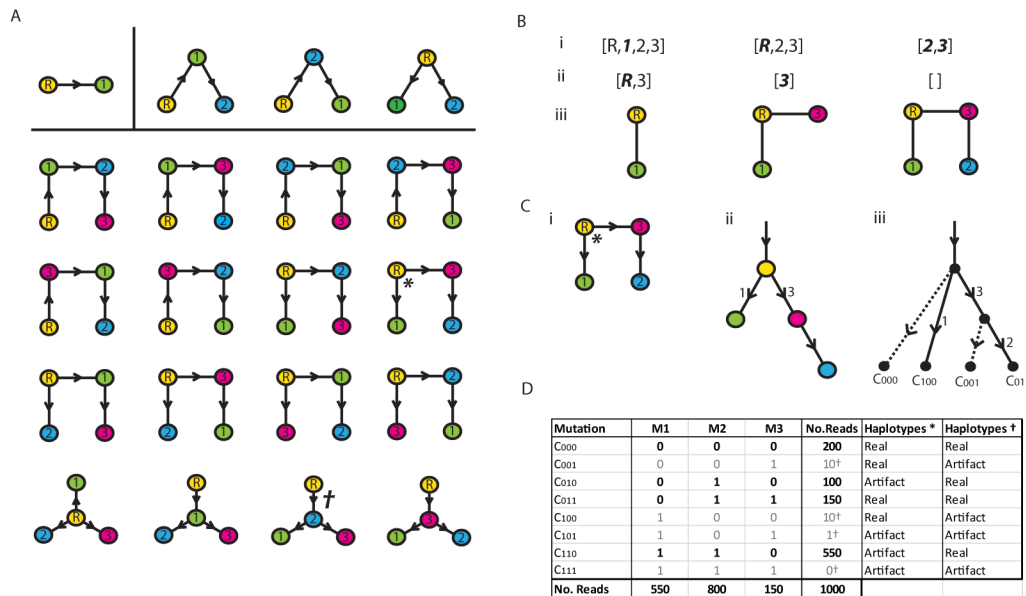 A
1 2 R
R 1 R 2 R 1 1 2
1 2 1 3 2 1 2 3
R 3 R 2 R 3 R 1
3 1 3 2 R 2 R 3
*
R 2 R 1 1 3 1 2
R 1 R 3 R 1 R 2
2 3 2 1 3 2 3 1
1 R R † R
R 1 2 3
2 3 2 3 1 3 1 2
B
i [R,1,2,3] [R,2,3] [2,3]
ii [R,3] [3] [ ]
iii R R 3 R 3
1 1 1 2
C
i ii iii
R 3
*
1 2
1 3
1 3 2
C000 C100 C001 C01
D
Mutation M1 M2 M3 No.Reads Haplotypes * Haplotypes †
C000 0 0 0 200 Real Real
C001 0 0 1 10† Real Artifact
C010 0 1 0 100 Artifact Real
C011 0 1 1 150 Real Real
C100 1 0 0 10† Real Artifact
C101 1 0 1 1† Artifact Artifact
C110 1 1 0 550 Artifact Real
C111 1 1 1 0† Artifact Artifact
No. Reads 550 800 150 1000